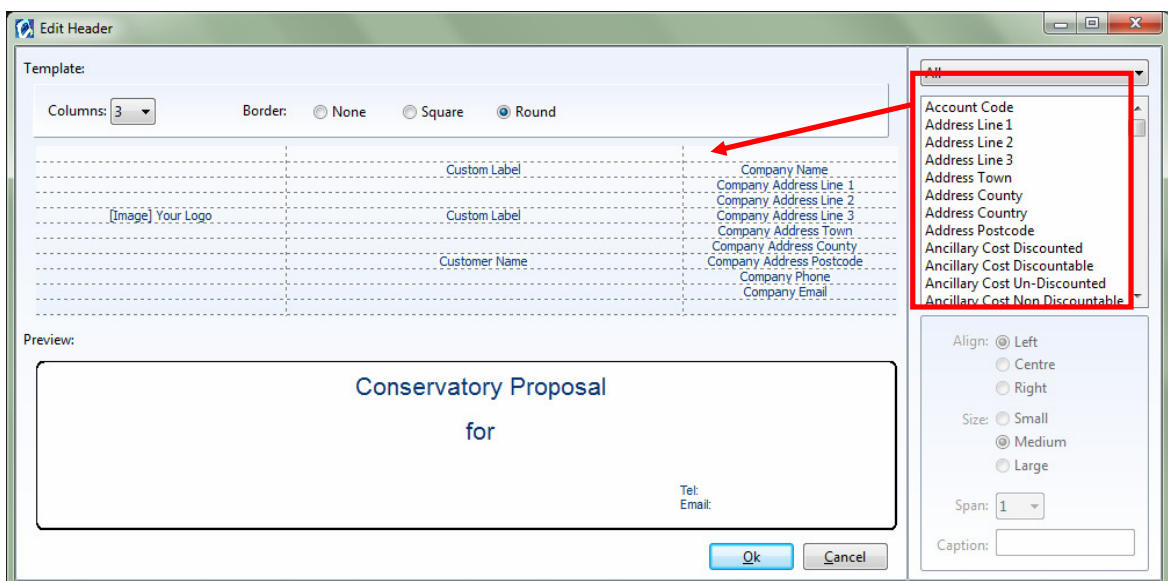 Edit Header
Template:
Columns: 3
Border: None Square Round
Custom Label
Company Name
Company Address Line 1
Company Address Line 2
[Image] Your Logo
Custom Label
Company Address Line 3
Company Address Town
Company Address County
Customer Name
Company Address Postcode
Company Phone
Company Email
Preview:
Conservatory Proposal
for
Tel:
Email:
Ok Cancel
All
Account Code
Address Line 1
Address Line 2
Address Line 3
Address Town
Address County
Address Country
Address Postcode
Ancillary Cost Discounted
Ancillary Cost Discountable
Ancillary Cost Un-Discounted
Ancillary Cost Non Discountable
Align: Left
Centre
Right
Size: Small
Medium
Large
Span: 1
Caption: